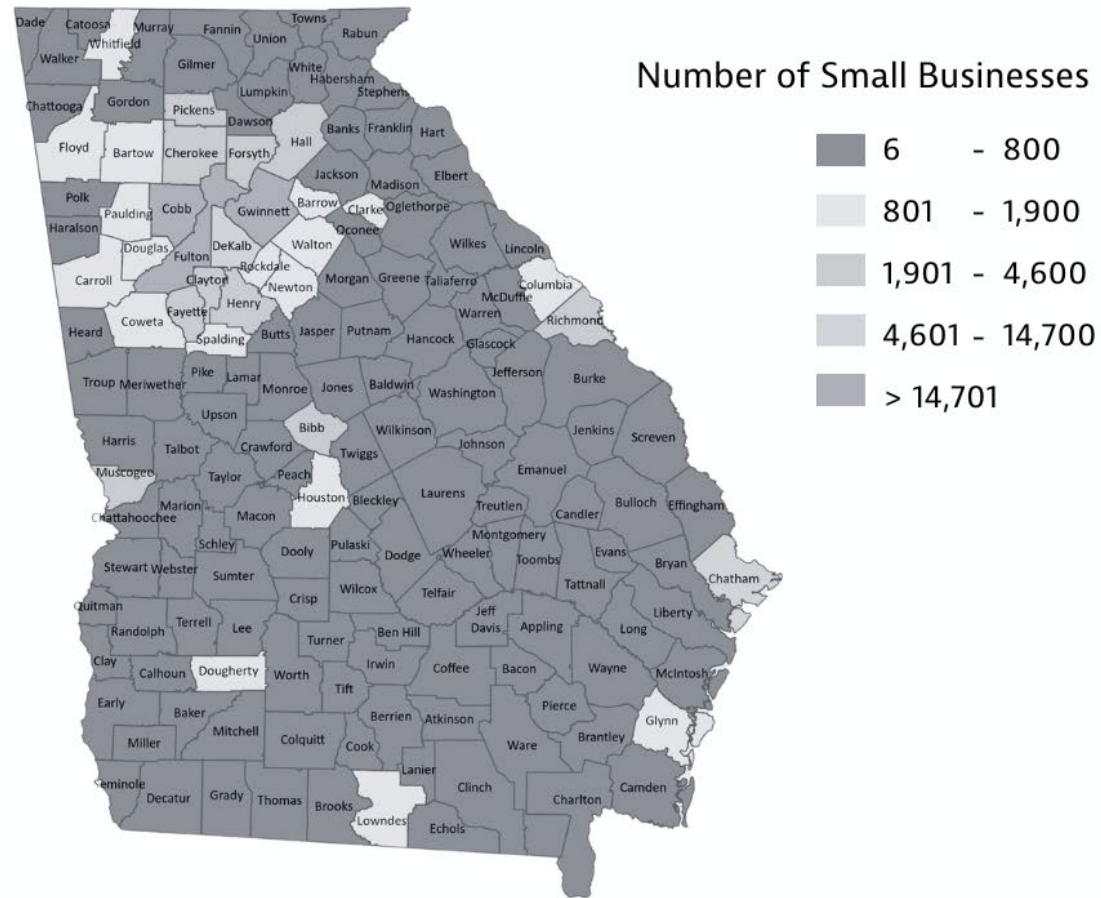 Number of Small Businesses
6 - 800
801 - 1,900
1,901 - 4,600
4,601 - 14,700
> 14,701
Dade
Catoosa
Whitfield
Murray
Fannin
Union
Towns
Rabun
Walker
Gilmer
White
Habersham
Lumpkin
Stephens
Chattooga
Gordon
Pickens
Dawson
Banks
Franklin
Hart
Floyd
Bartow
Cherokee
Forsyth
Hall
Jackson
Madison
Elbert
Polk
Paulding
Cobb
Gwinnett
Barrow
Clarke
Oglethorpe
Haralson
Oconee
Douglas
Fulton
DeKalb
Walton
Wilkes
Lincoln
Rockdale
Carroll
Clayton
Newton
Morgan
Greene
Taliaferro
Columbia
McDuffie
Fayette
Henry
Warren
Richmond
Coweta
Heard
Spalding
Butts
Jasper
Putnam
Hancock
Glascock
Jefferson
Burke
Troup
Meriwether
Pike
Lamar
Monroe
Jones
Baldwin
Washington
Upson
Bibb
Wilkinson
Jenkins
Screven
Harris
Talbot
Crawford
Twiggs
Johnson
Emanuel
Muscogee
Taylor
Peach
Houston
Bleckley
Laurens
Treutlen
Candler
Bulloch
Effingham
Chattahoochee
Marion
Macon
Schley
Dooly
Pulaski
Dodge
Wheeler
Montgomery
Toombs
Evans
Bryan
Chatham
Stewart
Webster
Sumter
Crisp
Wilcox
Telfair
Tattnall
Liberty
Quitman
Randolph
Terrell
Lee
Turner
Ben Hill
Jeff
Davis
Appling
Long
Clay
Calhoun
Dougherty
Worth
Irwin
Coffee
Bacon
Wayne
McIntosh
Tift
Early
Baker
Mitchell
Berrien
Atkinson
Pierce
Brantley
Glynn
Miller
Colquitt
Cook
Ware
Lanier
Clinch
Charlton
Camden
Seminole
Decatur
Grady
Thomas
Brooks
Lowndes
Echols